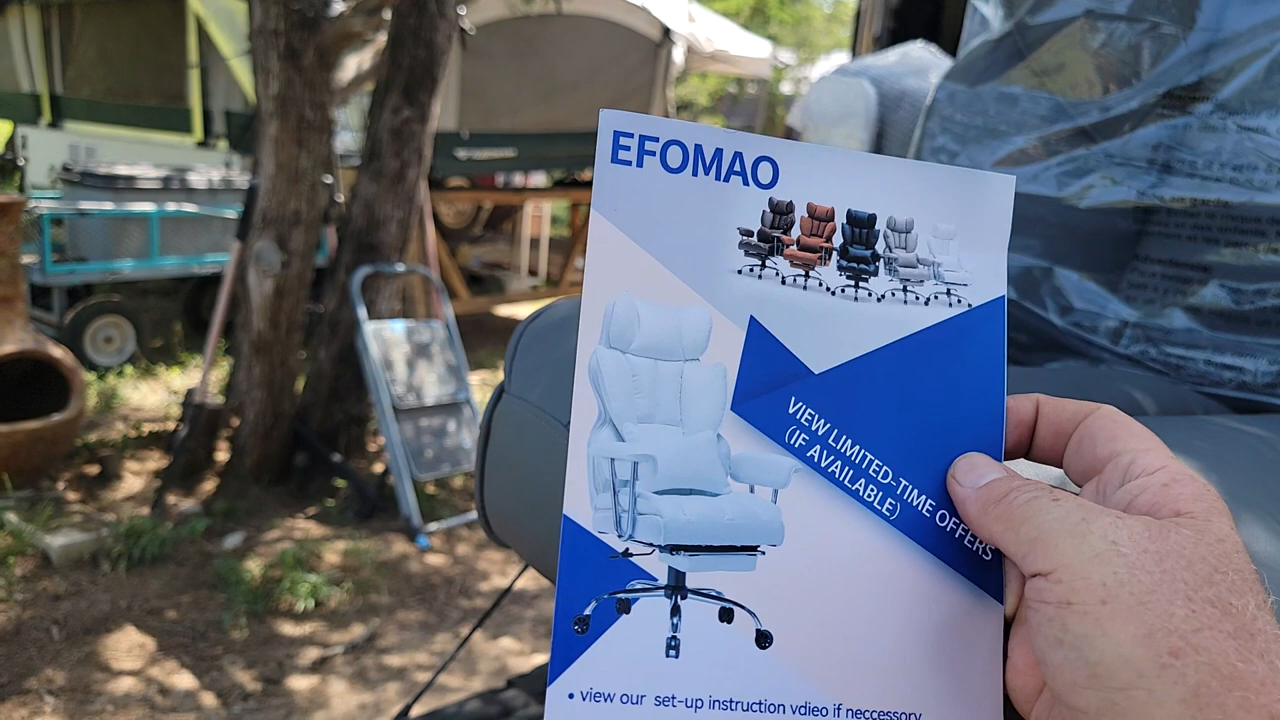 EFOMAO
VIEW LIMITED-TIME OFFERS
(IF AVAILABLE)
• view our set-up instruction vdieo if neccessory